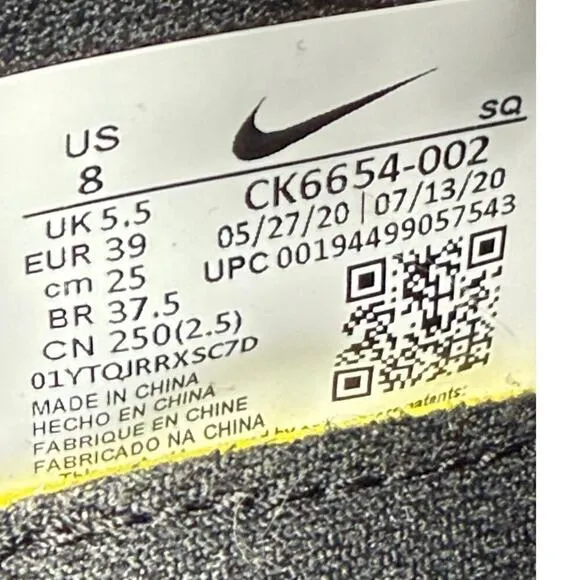 US
8
SQ
CK6654-002
UK 5.5
05/27/20 | 07/13/20
EUR 39
UPC 00194499057543
cm 25
BR 37.5
CN 250(2.5)
01YTQJRRXSC7D
MADE IN CHINA
HECHO EN CHINA
FABRIQUE EN CHINE
FABRICADO NA CHINA
patents: